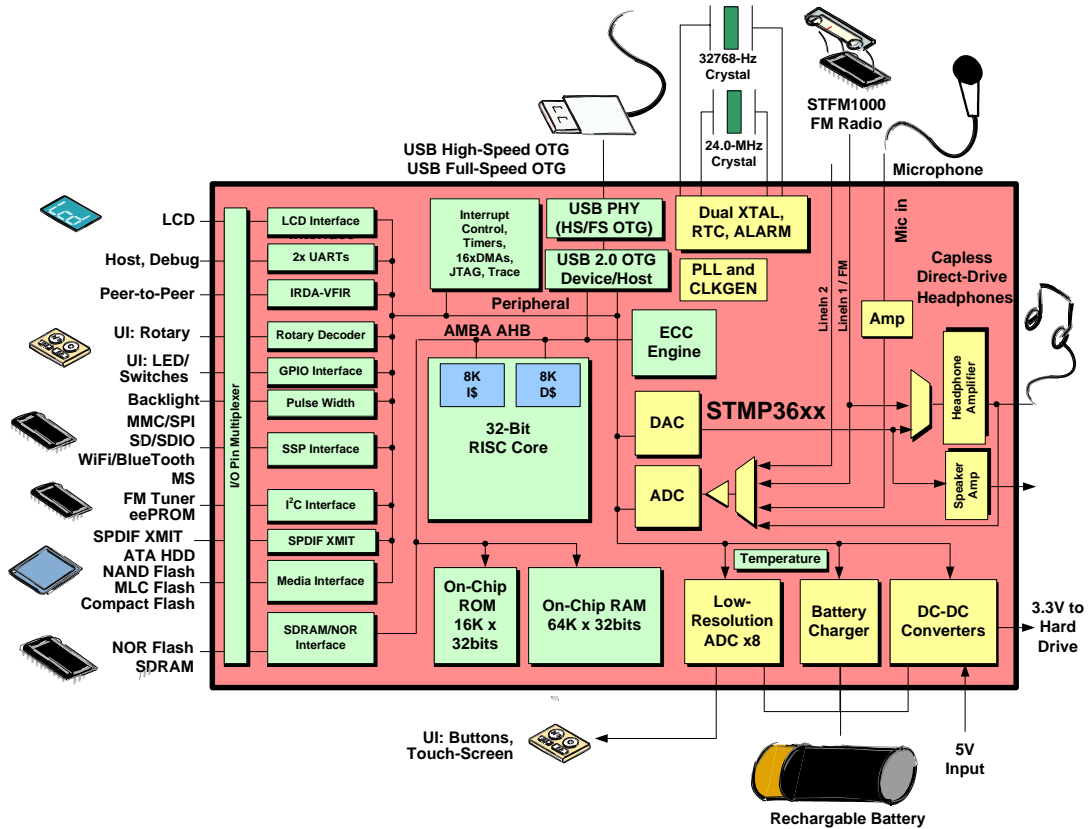 32768-Hz
Crystal
24.0-MHz
Crystal
STFM1000
FM Radio
USB High-Speed OTG
USB Full-Speed OTG
Microphone
Lcd
LCD
Host, Debug
Peer-to-Peer
UI: Rotary
UI: LED/
Switches
Backlight
MMC/SPI
SD/SDIO
WiFi/BlueTooth
MS
FM Tuner
eePROM
SPDIF XMIT
ATA HDD
NAND Flash
MLC Flash
Compact Flash
NOR Flash
SDRAM
I/O Pin Multiplexer
LCD Interface
2x UARTs
IRDA-VFIR
Rotary Decoder
GPIO Interface
Pulse Width
SSP Interface
I2C Interface
SPDIF XMIT
Media Interface
SDRAM/NOR
Interface
Interrupt
Control,
Timers,
16xDMAs,
JTAG, Trace
USB PHY
(HS/FS OTG)
USB 2.0 OTG
Device/Host
Dual XTAL,
RTC, ALARM
PLL and
CLKGEN
Peripheral
AMBA AHB
ECC
Engine
8K
I$
8K
D$
32-Bit
RISC Core
DAC
STMP36xx
ADC
LineIn 2
LineIn 1 / FM
Mic in
Amp
Capless
Direct-Drive
Headphones
Headphone
Amplifier
Speaker
Amp
Temperature
On-Chip
ROM
16K x
32bits
On-Chip RAM
64K x 32bits
Low-
Resolution
ADC x8
Battery
Charger
DC-DC
Converters
3.3V to
Hard
Drive
UI: Buttons,
Touch-Screen
5V
Input
Rechargable Battery